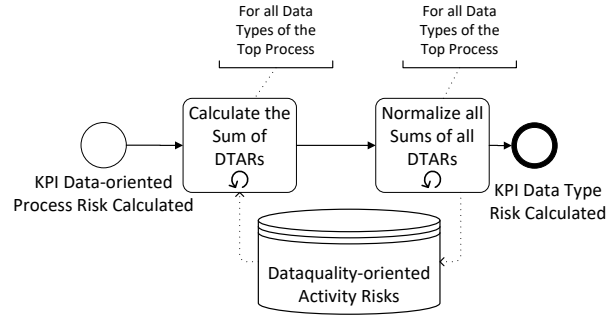 For all Data
Types of the
Top Process
For all Data
Types of the
Top Process
Calculate the
Sum of
DTARs
Normalize all
Sums of all
DTARs
KPI Data-oriented
Process Risk Calculated
KPI Data Type
Risk Calculated
Dataquality-oriented
Activity Risks